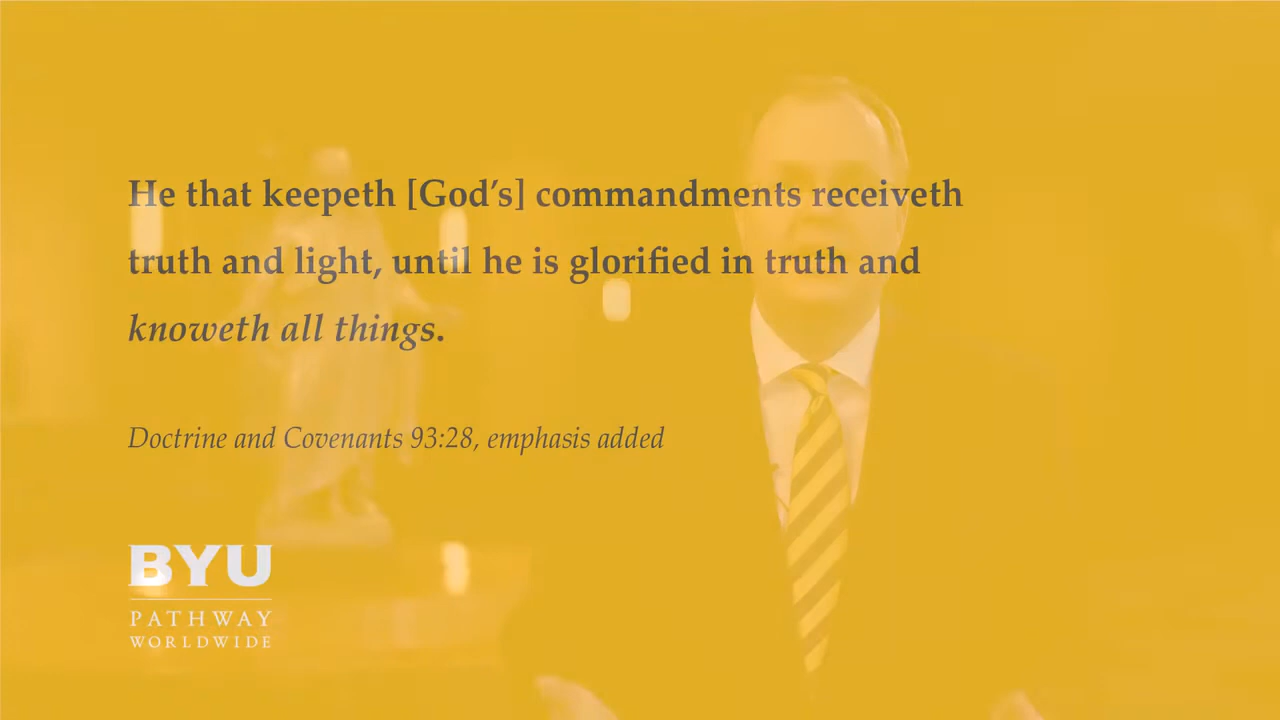 He that keepeth [God’s] commandments receiveth
truth and light, until he is glorified in truth and
knoweth all things.
Doctrine and Covenants 93:28, emphasis added
BYU
PATHWAY
WORLDWIDE